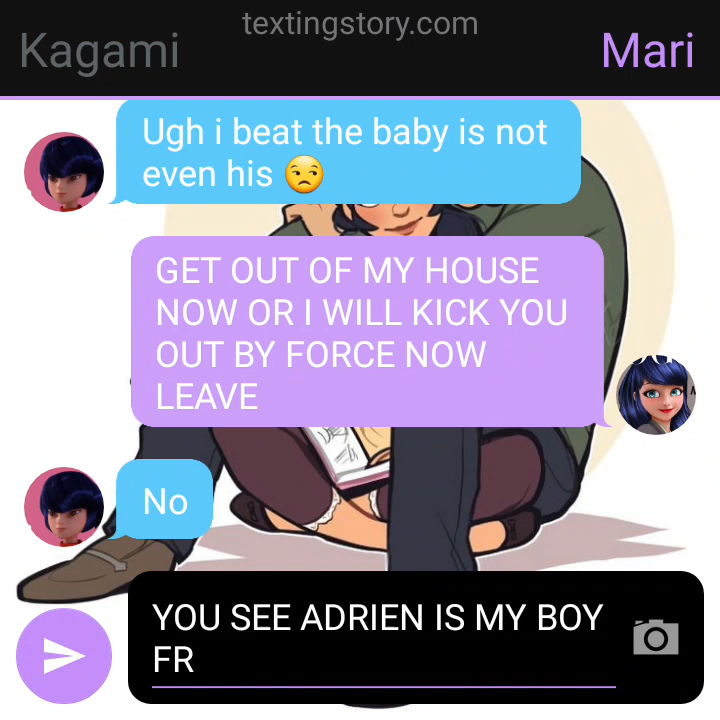 textingstory.com
Kagami
Mari
Ugh i beat the baby is not
even his 😒
GET OUT OF MY HOUSE
NOW OR I WILL KICK YOU
OUT BY FORCE NOW
LEAVE
No
YOU SEE ADRIEN IS MY BOY
FR